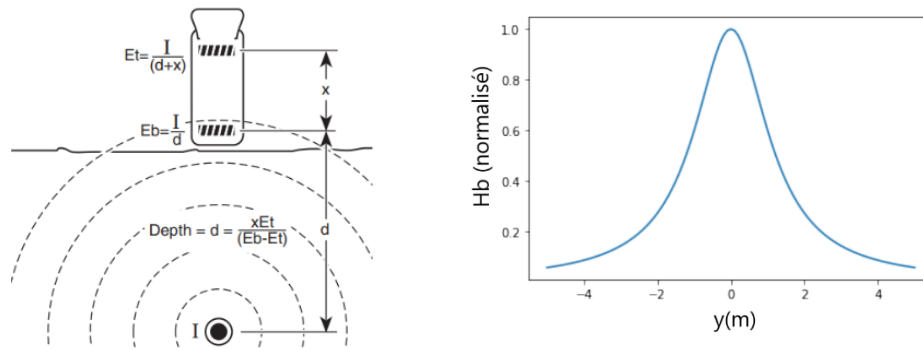 Et=I/(d+x)
x
Eb=I/d
Depth = d = xEt/(Eb-Et)
d
I
Hb (normalisé)
1.0
0.8
0.6
0.4
0.2
−4 −2 0 2 4
y(m)